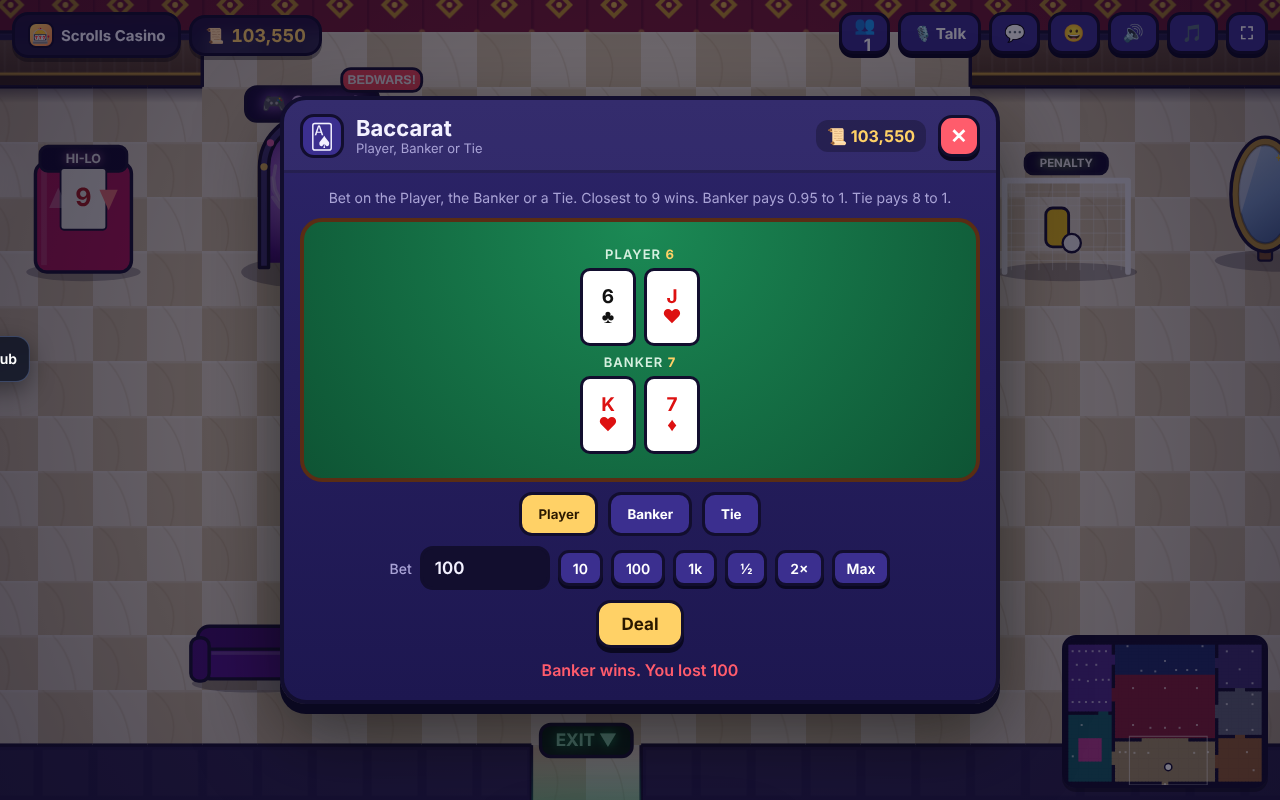 Scrolls Casino
103,550
1
Talk
BEDWARS!
HI-LO
9
PENALTY
ub
A
Baccarat
Player, Banker or Tie
103,550
Bet on the Player, the Banker or a Tie. Closest to 9 wins. Banker pays 0.95 to 1. Tie pays 8 to 1.
PLAYER 6
6 J
BANKER 7
K 7
Player Banker Tie
Bet 100 10 100 1k ½ 2× Max
Deal
Banker wins. You lost 100
EXIT ▼